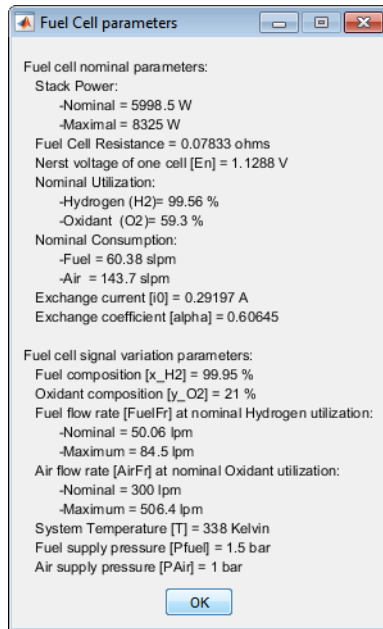 Fuel Cell parameters
Fuel cell nominal parameters:
Stack Power:
-Nominal = 5998.5 W
-Maximal = 8325 W
Fuel Cell Resistance = 0.07833 ohms
Nerst voltage of one cell [En] = 1.1288 V
Nominal Utilization:
-Hydrogen (H2)= 99.56 %
-Oxidant (O2)= 59.3 %
Nominal Consumption:
-Fuel = 60.38 slpm
-Air = 143.7 slpm
Exchange current [i0] = 0.29197 A
Exchange coefficient [alpha] = 0.60645
Fuel cell signal variation parameters:
Fuel composition [x_H2] = 99.95 %
Oxidant composition [y_O2] = 21 %
Fuel flow rate [FuelFr] at nominal Hydrogen utilization:
-Nominal = 50.06 lpm
-Maximum = 84.5 lpm
Air flow rate [AirFr] at nominal Oxidant utilization:
-Nominal = 300 lpm
-Maximum = 506.4 lpm
System Temperature [T] = 338 Kelvin
Fuel supply pressure [Pfuel] = 1.5 bar
Air supply pressure [PAir] = 1 bar
OK